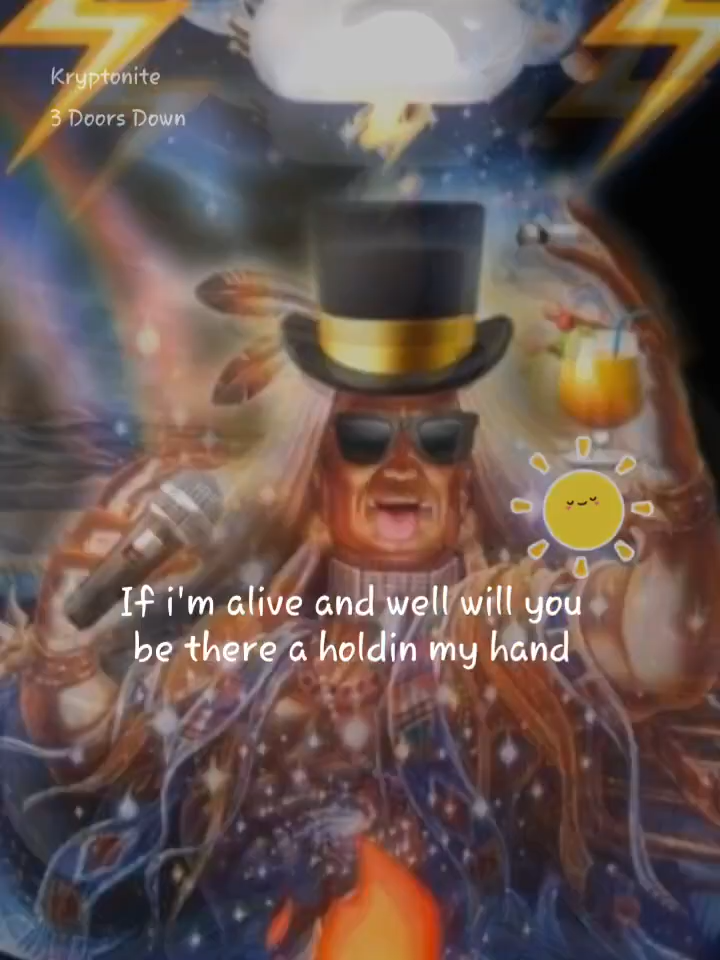 Kryptonite
3 Doors Down
If i'm alive and well will you
be there a holdin my hand